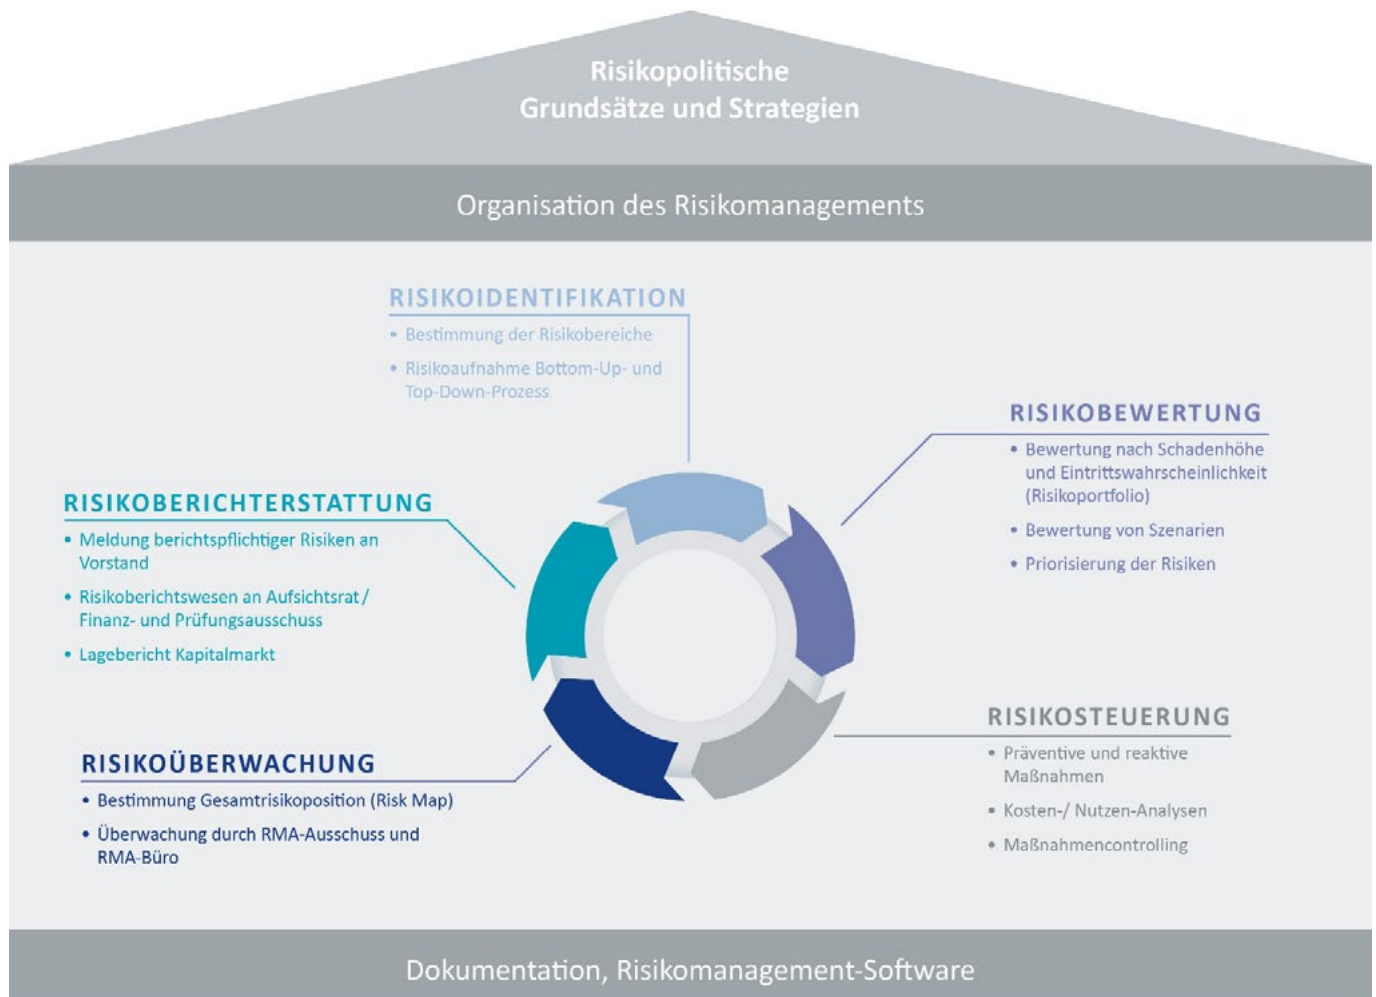 Risikopolitische
Grundsätze und Strategien
Organisation des Risikomanagements
RISIKOIDENTIFIKATION
• Bestimmung der Risikobereiche
• Risikoaufnahme Bottom-Up- und
Top-Down-Prozess
RISIKOBEWERTUNG
• Bewertung nach Schadenhöhe
und Eintrittswahrscheinlichkeit
(Risikoportfolio)
• Bewertung von Szenarien
• Priorisierung der Risiken
RISIKOSTEUERUNG
• Präventive und reaktive
Maßnahmen
• Kosten-/ Nutzen-Analysen
• Maßnahmencontrolling
RISIKOÜBERWACHUNG
• Bestimmung Gesamtrisikoposition (Risk Map)
• Überwachung durch RMA-Ausschuss und
RMA-Büro
RISIKOBERICHTERSTATTUNG
• Meldung berichtspflichtiger Risiken an
Vorstand
• Risikoberichtswesen an Aufsichtsrat /
Finanz- und Prüfungsausschuss
• Lagebericht Kapitalmarkt
Dokumentation, Risikomanagement-Software